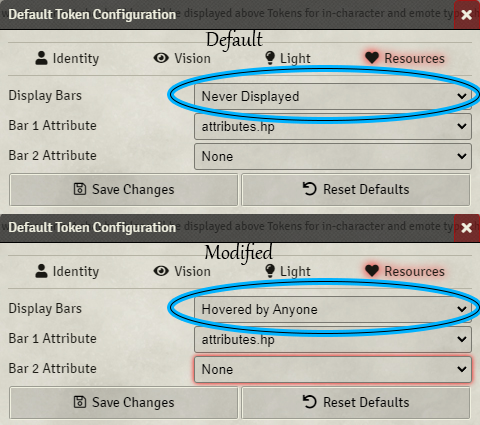 Default Token Configuration
be displayed above Tokens for in-character and emote
Default
Identity Vision Light Resources
Display Bars Never Displayed
Bar 1 Attribute attributes.hp
Bar 2 Attribute None
Save Changes Reset Defaults
Default Token Configuration
be displayed above Tokens for in-character and emote
Modified
Identity Vision Light Resources
Display Bars Hovered by Anyone
Bar 1 Attribute attributes.hp
Bar 2 Attribute None
Save Changes Reset Defaults